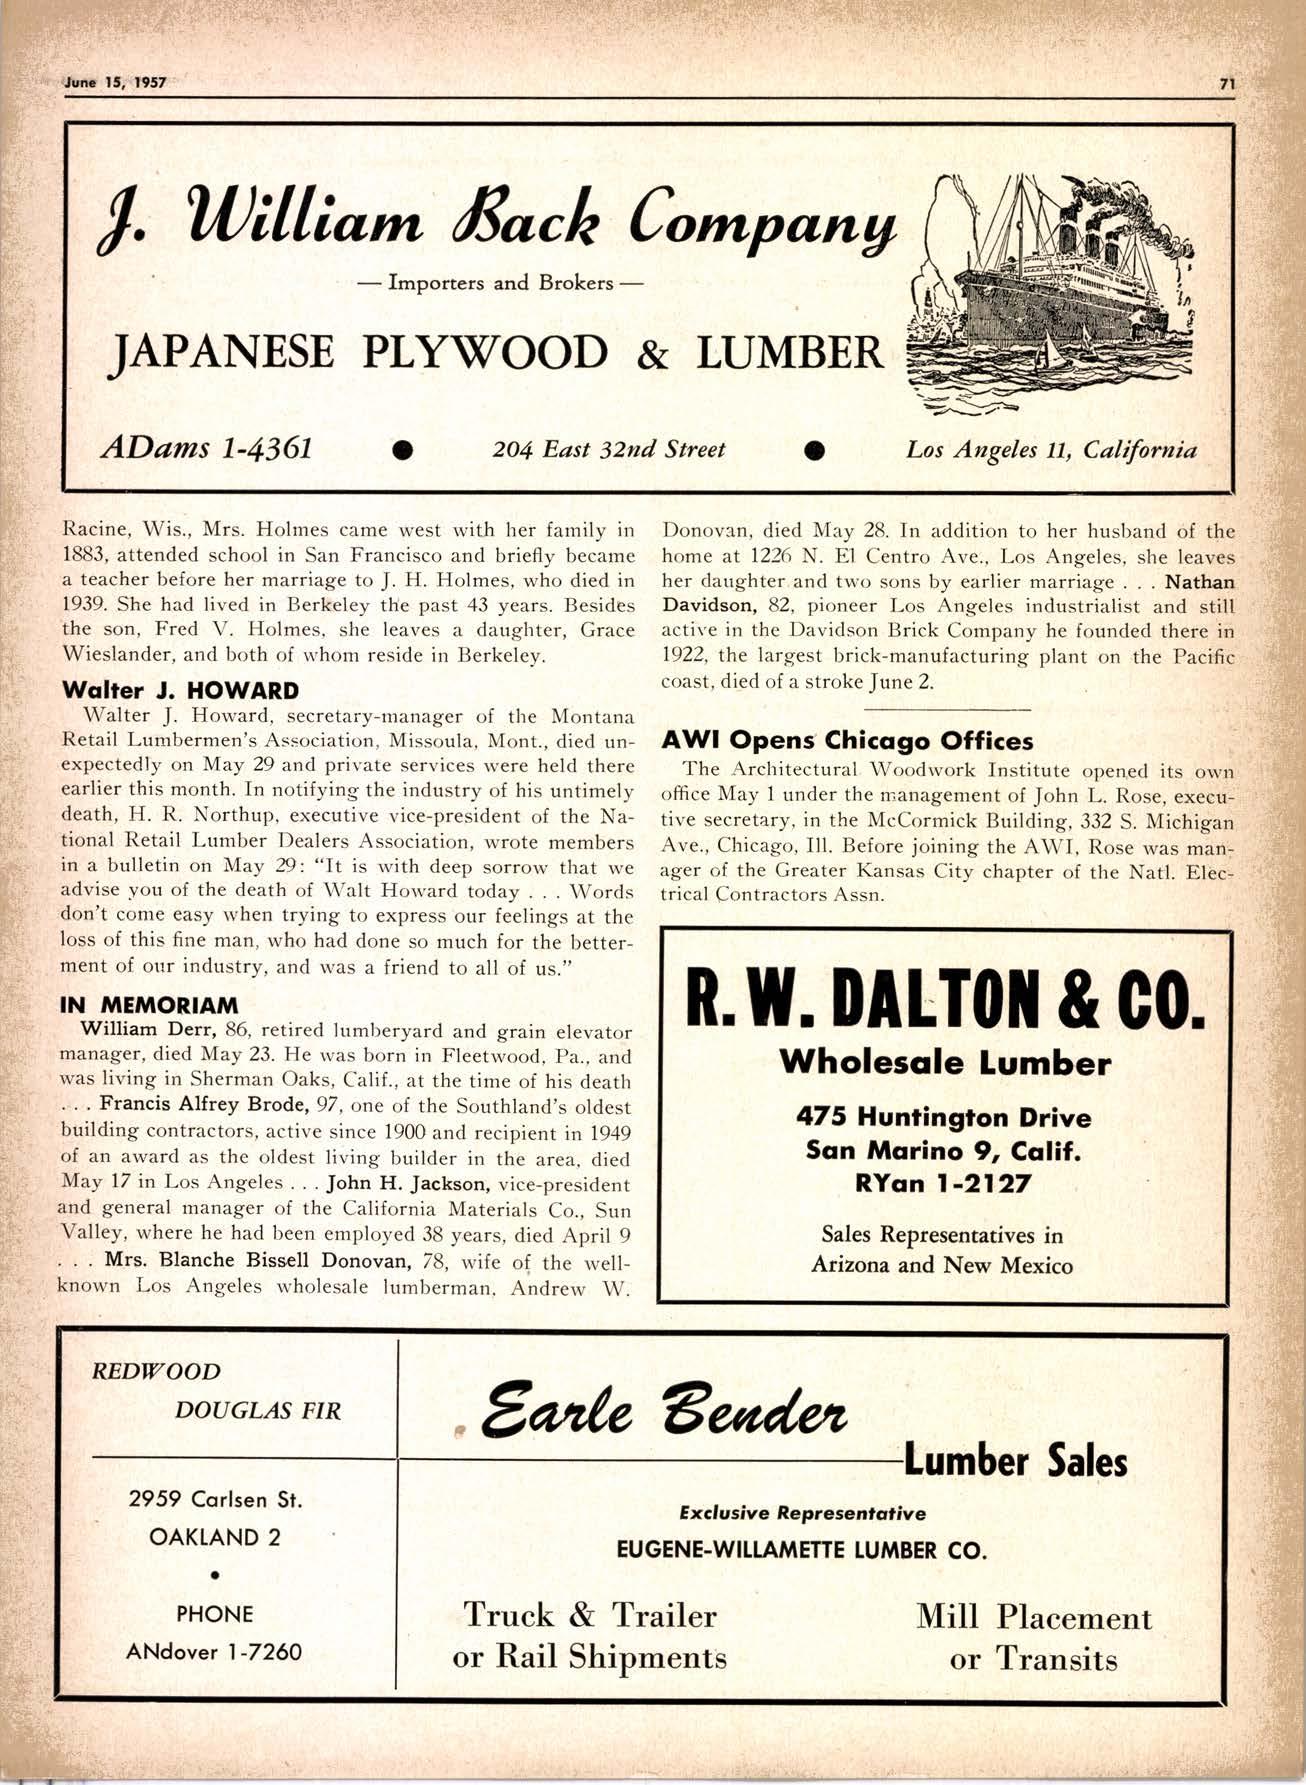 June 15, 1957
71
J. William Back Company
— Importers and Brokers —
JAPANESE PLYWOOD & LUMBER
ADams 1-4361 ● 204 East 32nd Street ● Los Angeles 11, California
Racine, Wis., Mrs. Holmes came west with her family in
1883, attended school in San Francisco and briefly became
a teacher before her marriage to J. H. Holmes, who died in
1939. She had lived in Berkeley the past 43 years. Besides
the son, Fred V. Holmes, she leaves a daughter, Grace
Wieslander, and both of whom reside in Berkeley.
Walter J. HOWARD
Walter J. Howard, secretary-manager of the Montana
Retail Lumbermen's Association, Missoula, Mont., died un-
expectedly on May 29 and private services were held there
earlier this month. In notifying the industry of his untimely
death, H. R. Northup, executive vice-president of the Na-
tional Retail Lumber Dealers Association, wrote members
in a bulletin on May 29: "It is with deep sorrow that we
advise you of the death of Walt Howard today . . . Words
don't come easy when trying to express our feelings at the
loss of this fine man, who had done so much for the better-
ment of our industry, and was a friend to all of us."
IN MEMORIAM
William Derr, 86, retired lumberyard and grain elevator
manager, died May 23. He was born in Fleetwood, Pa., and
was living in Sherman Oaks, Calif., at the time of his death
. . . Francis Alfrey Brode, 97, one of the Southland's oldest
building contractors, active since 1900 and recipient in 1949
of an award as the oldest living builder in the area, died
May 17 in Los Angeles . . . John H. Jackson, vice-president
and general manager of the California Materials Co., Sun
Valley, where he had been employed 38 years, died April 9
. . . Mrs. Blanche Bissell Donovan, 78, wife of the well-
known Los Angeles wholesale lumberman, Andrew W.
Donovan, died May 28. In addition to her husband of the
home at 1226 N. El Centro Ave., Los Angeles, she leaves
her daughter and two sons by earlier marriage . . . Nathan
Davidson, 82, pioneer Los Angeles industrialist and still
active in the Davidson Brick Company he founded there in
1922, the largest brick-manufacturing plant on the Pacific
coast, died of a stroke June 2.
AWI Opens Chicago Offices
The Architectural Woodwork Institute opened its own
office May 1 under the management of John L. Rose, execu-
tive secretary, in the McCormick Building, 332 S. Michigan
Ave., Chicago, Ill. Before joining the AWI, Rose was man-
ager of the Greater Kansas City chapter of the Natl. Elec-
trical Contractors Assn.
R. W. DALTON & CO.
Wholesale Lumber
475 Huntington Drive
San Marino 9, Calif.
RYan 1-2127
Sales Representatives in
Arizona and New Mexico
REDWOOD
DOUGLAS FIR
2959 Carlsen St.
OAKLAND 2
•
PHONE
ANdover 1-7260
Earle Bender
Lumber Sales
Exclusive Representative
EUGENE-WILLAMETTE LUMBER CO.
Truck & Trailer
or Rail Shipments
Mill Placement
or Transits